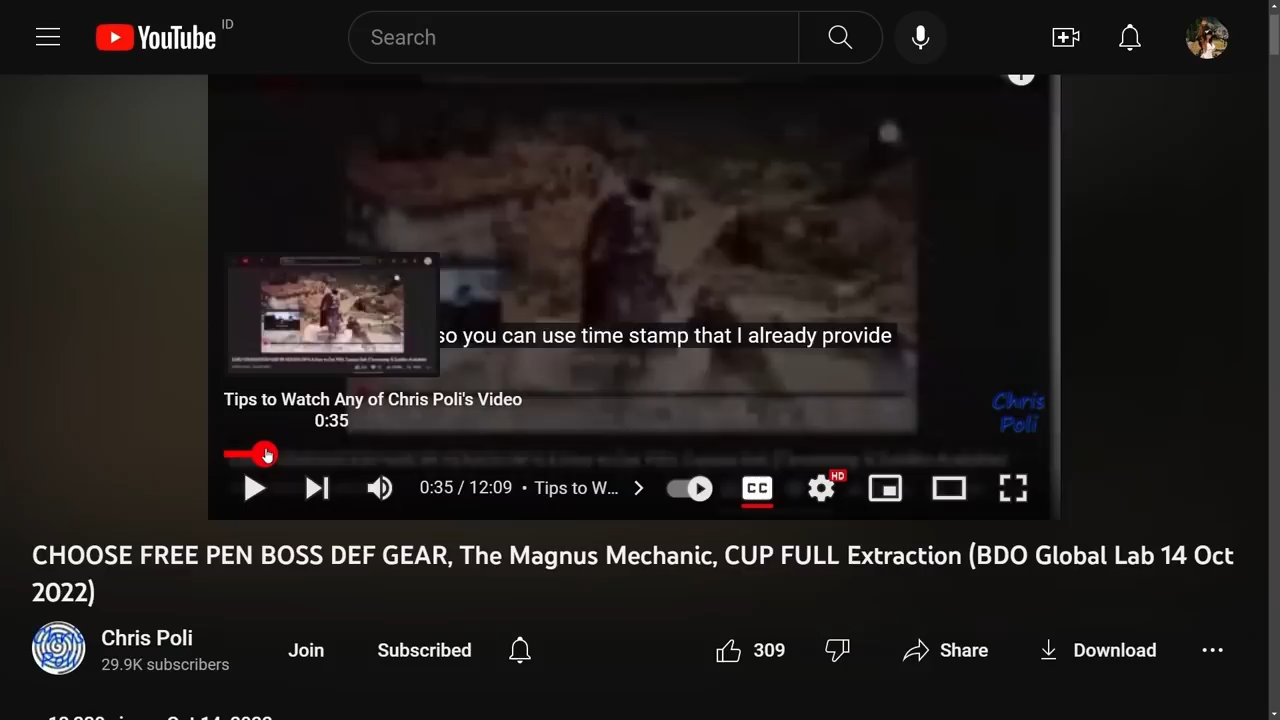 YouTube ID
Search
so you can use time stamp that I already provide
Tips to Watch Any of Chris Poli's Video
0:35
Chris
Poli
0:35 / 12:09 • Tips to W...
CC
HD
CHOOSE FREE PEN BOSS DEF GEAR, The Magnus Mechanic, CUP FULL Extraction (BDO Global Lab 14 Oct
2022)
Chris Poli
29.9K subscribers
Join
Subscribed
309
Share
Download